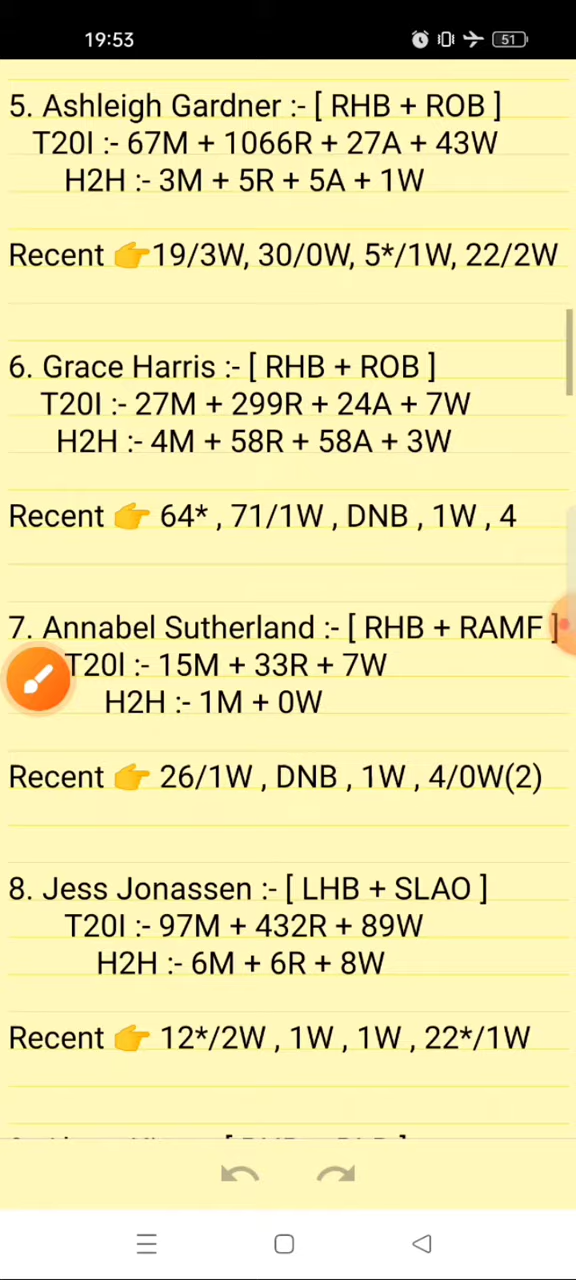 19:53
51
5. Ashleigh Gardner :- [ RHB + ROB ]
T20I :- 67M + 1066R + 27A + 43W
H2H :- 3M + 5R + 5A + 1W
Recent 👉19/3W, 30/0W, 5*/1W, 22/2W
6. Grace Harris :- [ RHB + ROB ]
T20I :- 27M + 299R + 24A + 7W
H2H :- 4M + 58R + 58A + 3W
Recent 👉 64* , 71/1W , DNB , 1W , 4
7. Annabel Sutherland :- [ RHB + RAMF ]
T20I :- 15M + 33R + 7W
H2H :- 1M + 0W
Recent 👉 26/1W , DNB , 1W , 4/0W(2)
8. Jess Jonassen :- [ LHB + SLAO ]
T20I :- 97M + 432R + 89W
H2H :- 6M + 6R + 8W
Recent 👉 12*/2W , 1W , 1W , 22*/1W